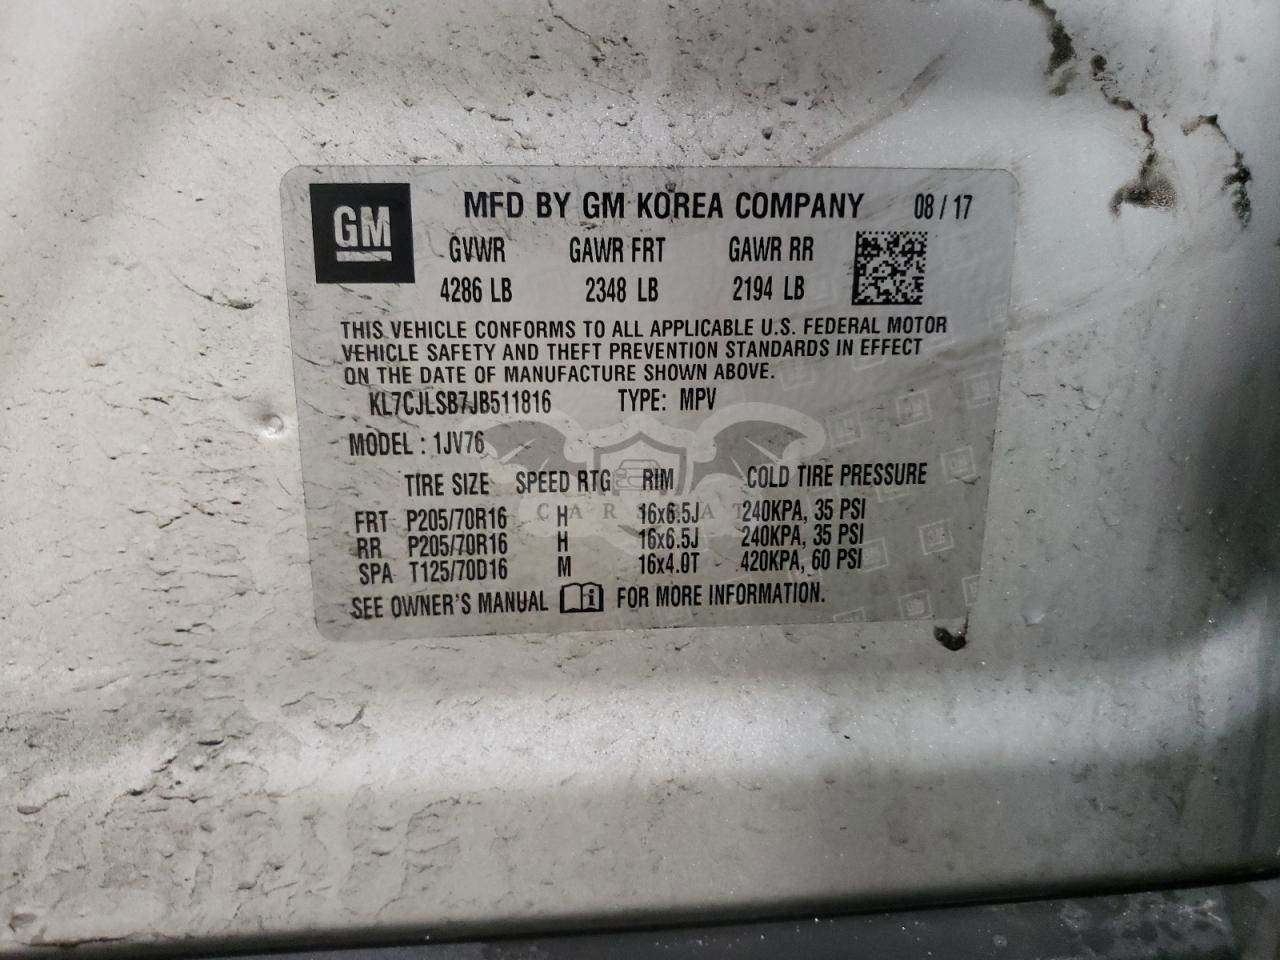 GM MFD BY GM KOREA COMPANY 08 / 17
GVWR GAWR FRT GAWR RR
4286 LB 2348 LB 2194 LB
THIS VEHICLE CONFORMS TO ALL APPLICABLE U.S. FEDERAL MOTOR
VEHICLE SAFETY AND THEFT PREVENTION STANDARDS IN EFFECT
ON THE DATE OF MANUFACTURE SHOWN ABOVE.
KL7CJLSB7JB511816 TYPE: MPV
MODEL : 1JV76
TIRE SIZE SPEED RTG RIM COLD TIRE PRESSURE
FRT P205/70R16 H 16x6.5J 240KPA, 35 PSI
RR P205/70R16 H 16x6.5J 240KPA, 35 PSI
SPA T125/70D16 M 16x4.0T 420KPA, 60 PSI
SEE OWNER'S MANUAL FOR MORE INFORMATION.